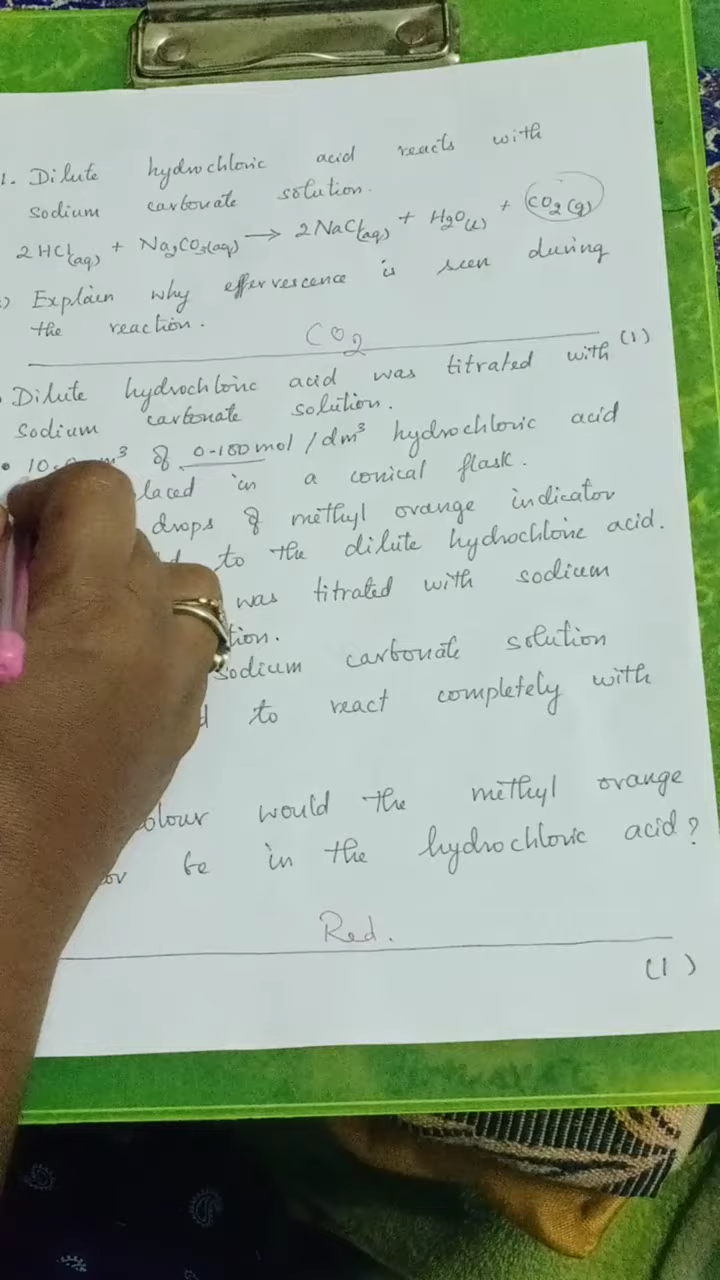 1. Dilute hydrochloric acid reacts with
sodium carbonate solution.
2HCl(aq) + Na2CO3(aq) → 2NaCl(aq) + H2O(l) + CO2(g)
) Explain why effervescence is seen during
the reaction.
CO2
(1)
Dilute hydrochloric acid was titrated with
sodium carbonate solution.
• 10. m³ of 0.100 mol/dm³ hydrochloric acid
laced in a conical flask.
drops of methyl orange indicator
to the dilute hydrochloric acid.
was titrated with sodium
tion.
sodium carbonate solution
d to react completely with
olour would the methyl orange
or be in the hydrochloric acid?
Red.
(1)